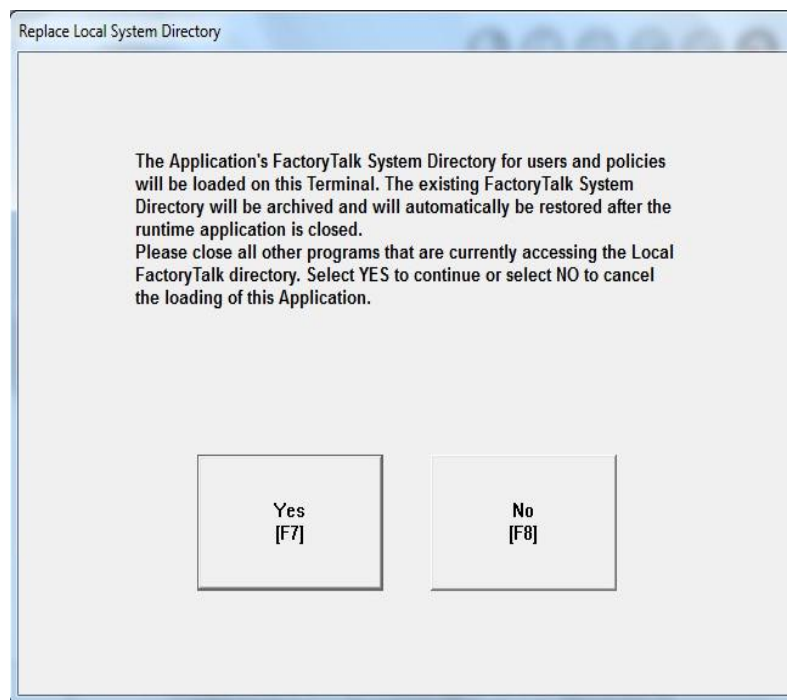 Replace Local System Directory
The Application's FactoryTalk System Directory for users and policies
will be loaded on this Terminal. The existing FactoryTalk System
Directory will be archived and will automatically be restored after the
runtime application is closed.
Please close all other programs that are currently accessing the Local
FactoryTalk directory. Select YES to continue or select NO to cancel
the loading of this Application.
Yes
[F7]
No
[F8]